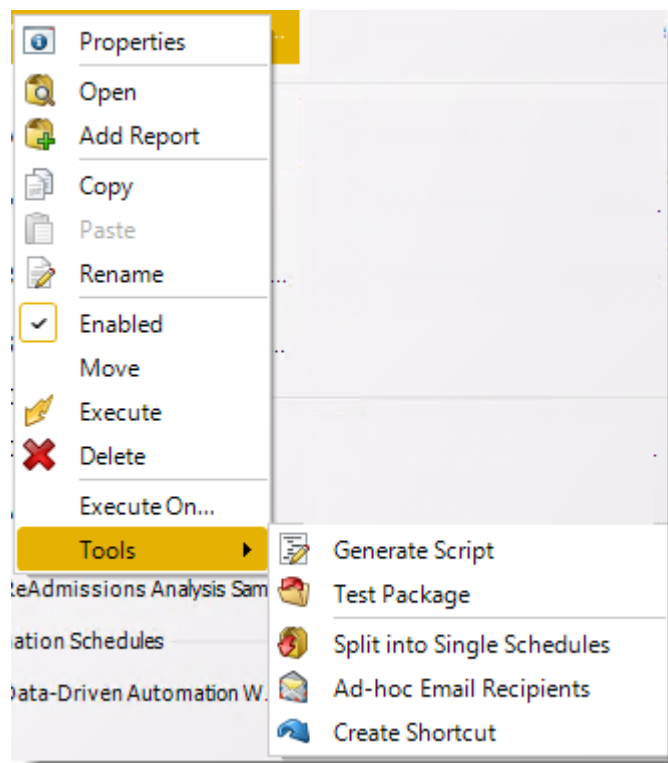 Properties
Open
Add Report
Copy
Paste
Rename
Enabled
Move
Execute
Delete
Execute On...
Tools
Generate Script
Test Package
Split into Single Schedules
Ad-hoc Email Recipients
Create Shortcut
eAdmissions Analysis Sam
ation Schedules
ata-Driven Automation W.